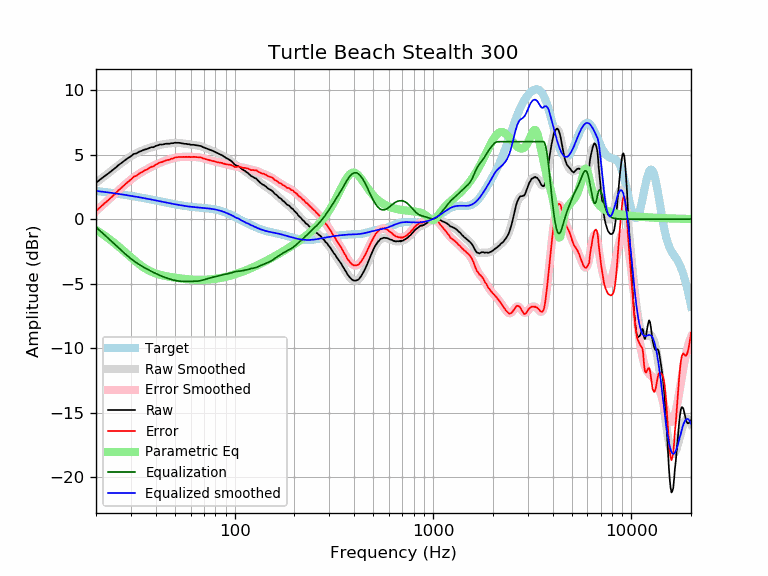 Turtle Beach Stealth 300
Amplitude (dBr)
10
5
0
−5
−10
−15
−20
Target
Raw Smoothed
Error Smoothed
Raw
Error
Parametric Eq
Equalization
Equalized smoothed
100 1000 10000
Frequency (Hz)